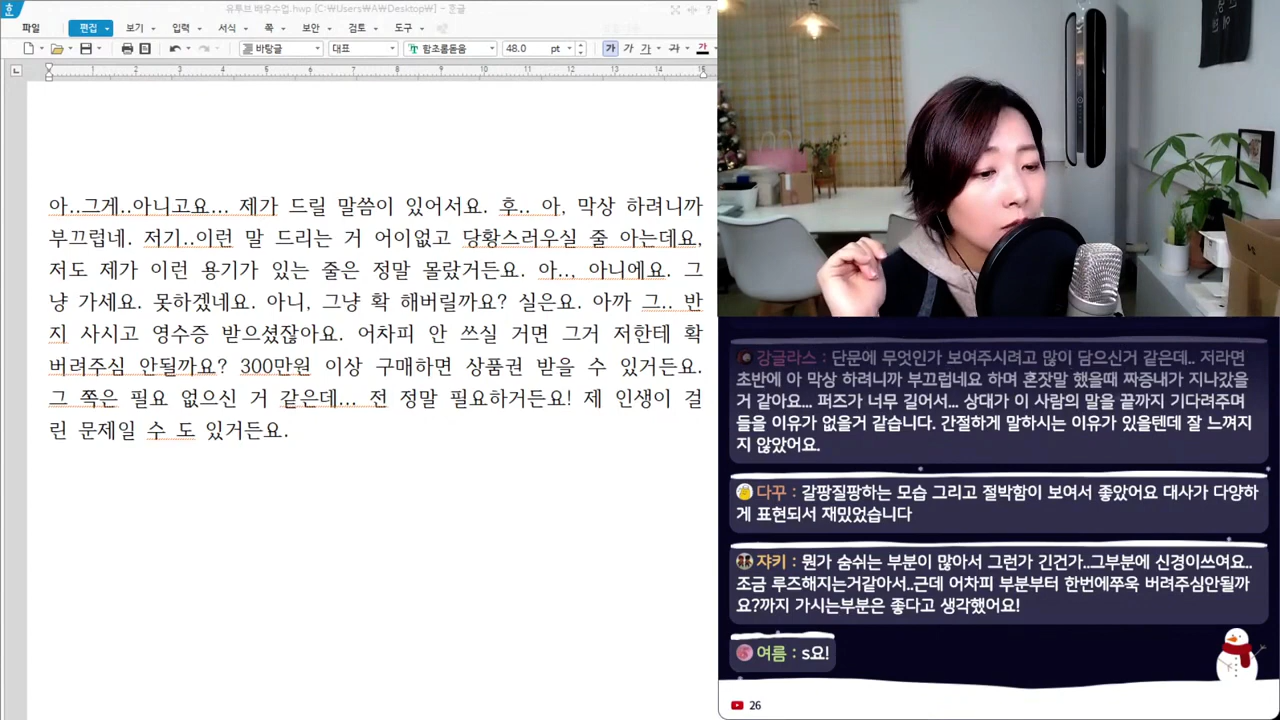 유투브 배우수업.hwp [C:\Users\A\Desktop\] - 흔글
파일 편집 보기 입력 서식 쪽 보안 검토 도구
바탕글 대표 함초롬돋움 48.0 pt 가 가 가 가 가
1 2 3 4 5 6 7 8 9 10 11 12 13 14 15
아..그게..아니고요... 제가 드릴 말씀이 있어서요. 후.. 아, 막상 하려니까
부끄럽네. 저기..이런 말 드리는 거 어이없고 당황스러우실 줄 아는데요,
저도 제가 이런 용기가 있는 줄은 정말 몰랐거든요. 아.., 아니에요. 그
냥 가세요. 못하겠네요. 아니, 그냥 확 해버릴까요? 실은요. 아까 그.. 반
지 사시고 영수증 받으셨잖아요. 어차피 안 쓰실 거면 그거 저한테 확
버려주심 안될까요? 300만원 이상 구매하면 상품권 받을 수 있거든요.
그 쪽은 필요 없으신 거 같은데... 전 정말 필요하거든요! 제 인생이 걸
린 문제일 수 도 있거든요.
강글라스 : 단문에 무엇인가 보여주시려고 많이 담으신거 같은데.. 저라면
초반에 아 막상 하려니까 부끄럽네요 하며 혼잣말 했을때 짜증내가 지나갔을
거 같아요... 퍼즈가 너무 길어서... 상대가 이 사람의 말을 끝까지 기다려주며
들을 이유가 없을거 같습니다. 간절하게 말하시는 이유가 있을텐데 잘 느껴지
지 않았어요.
다꾸 : 갈팡질팡하는 모습 그리고 절박함이 보여서 좋았어요 대사가 다양하
게 표현되서 재밌었습니다
쟈키 : 뭔가 숨쉬는 부분이 많아서 그런가 긴건가..그부분에 신경이쓰여요..
조금 루즈해지는거같아서..근데 어차피 부분부터 한번에쭈욱 버려주심안될까
요?까지 가시는부분은 좋다고 생각했어요!
여름 : s요!
26